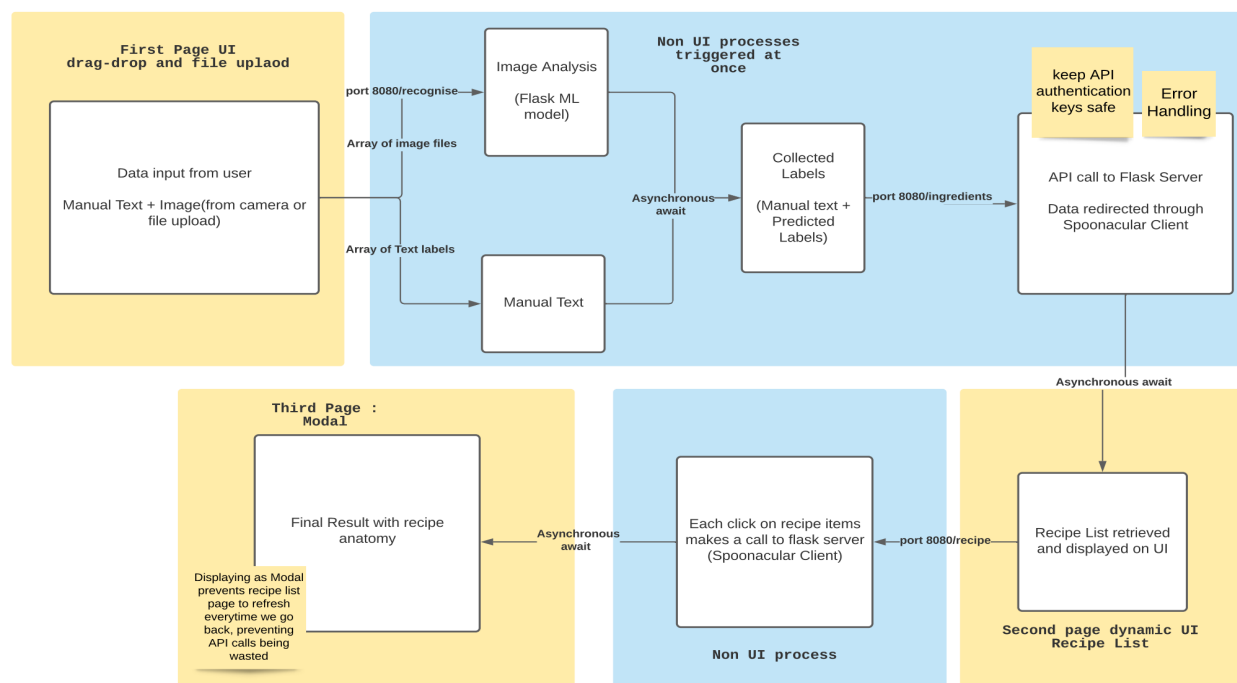 First Page UI
drag-drop and file uplaod
Data input from user
Manual Text + Image(from camera or
file upload)
port 8080/recognise
Array of image files
Array of Text labels
Non UI processes
triggered at
once
Image Analysis
(Flask ML
model)
Manual Text
Asynchronous
await
Collected
Labels
(Manual text +
Predicted
Labels)
port 8080/ingredients
keep API
authentication
keys safe
Error
Handling
API call to Flask Server
Data redirected through
Spoonacular Client
Asynchronous await
Recipe List retrieved
and displayed on UI
Second page dynamic UI
Recipe List
port 8080/recipe
Each click on recipe items
makes a call to flask server
(Spoonacular Client)
Non UI process
Asynchronous
await
Third Page :
Modal
Final Result with recipe
anatomy
Displaying as Modal
prevents recipe list
page to refresh
everytime we go
back, preventing
API calls being
wasted